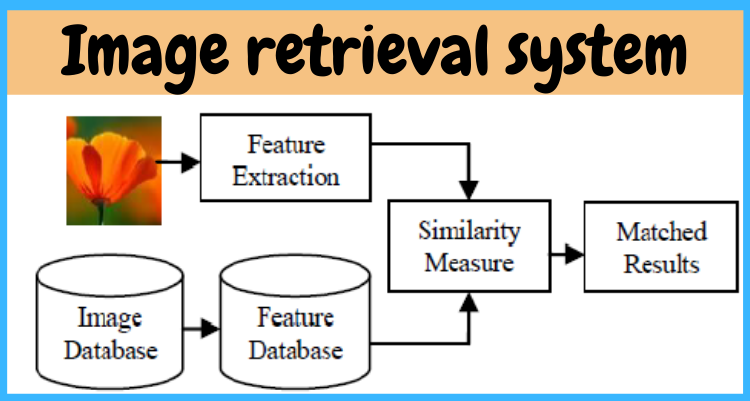 Image retrieval system
Feature
Extraction
Similarity
Measure
Matched
Results
Image
Database
Feature
Database